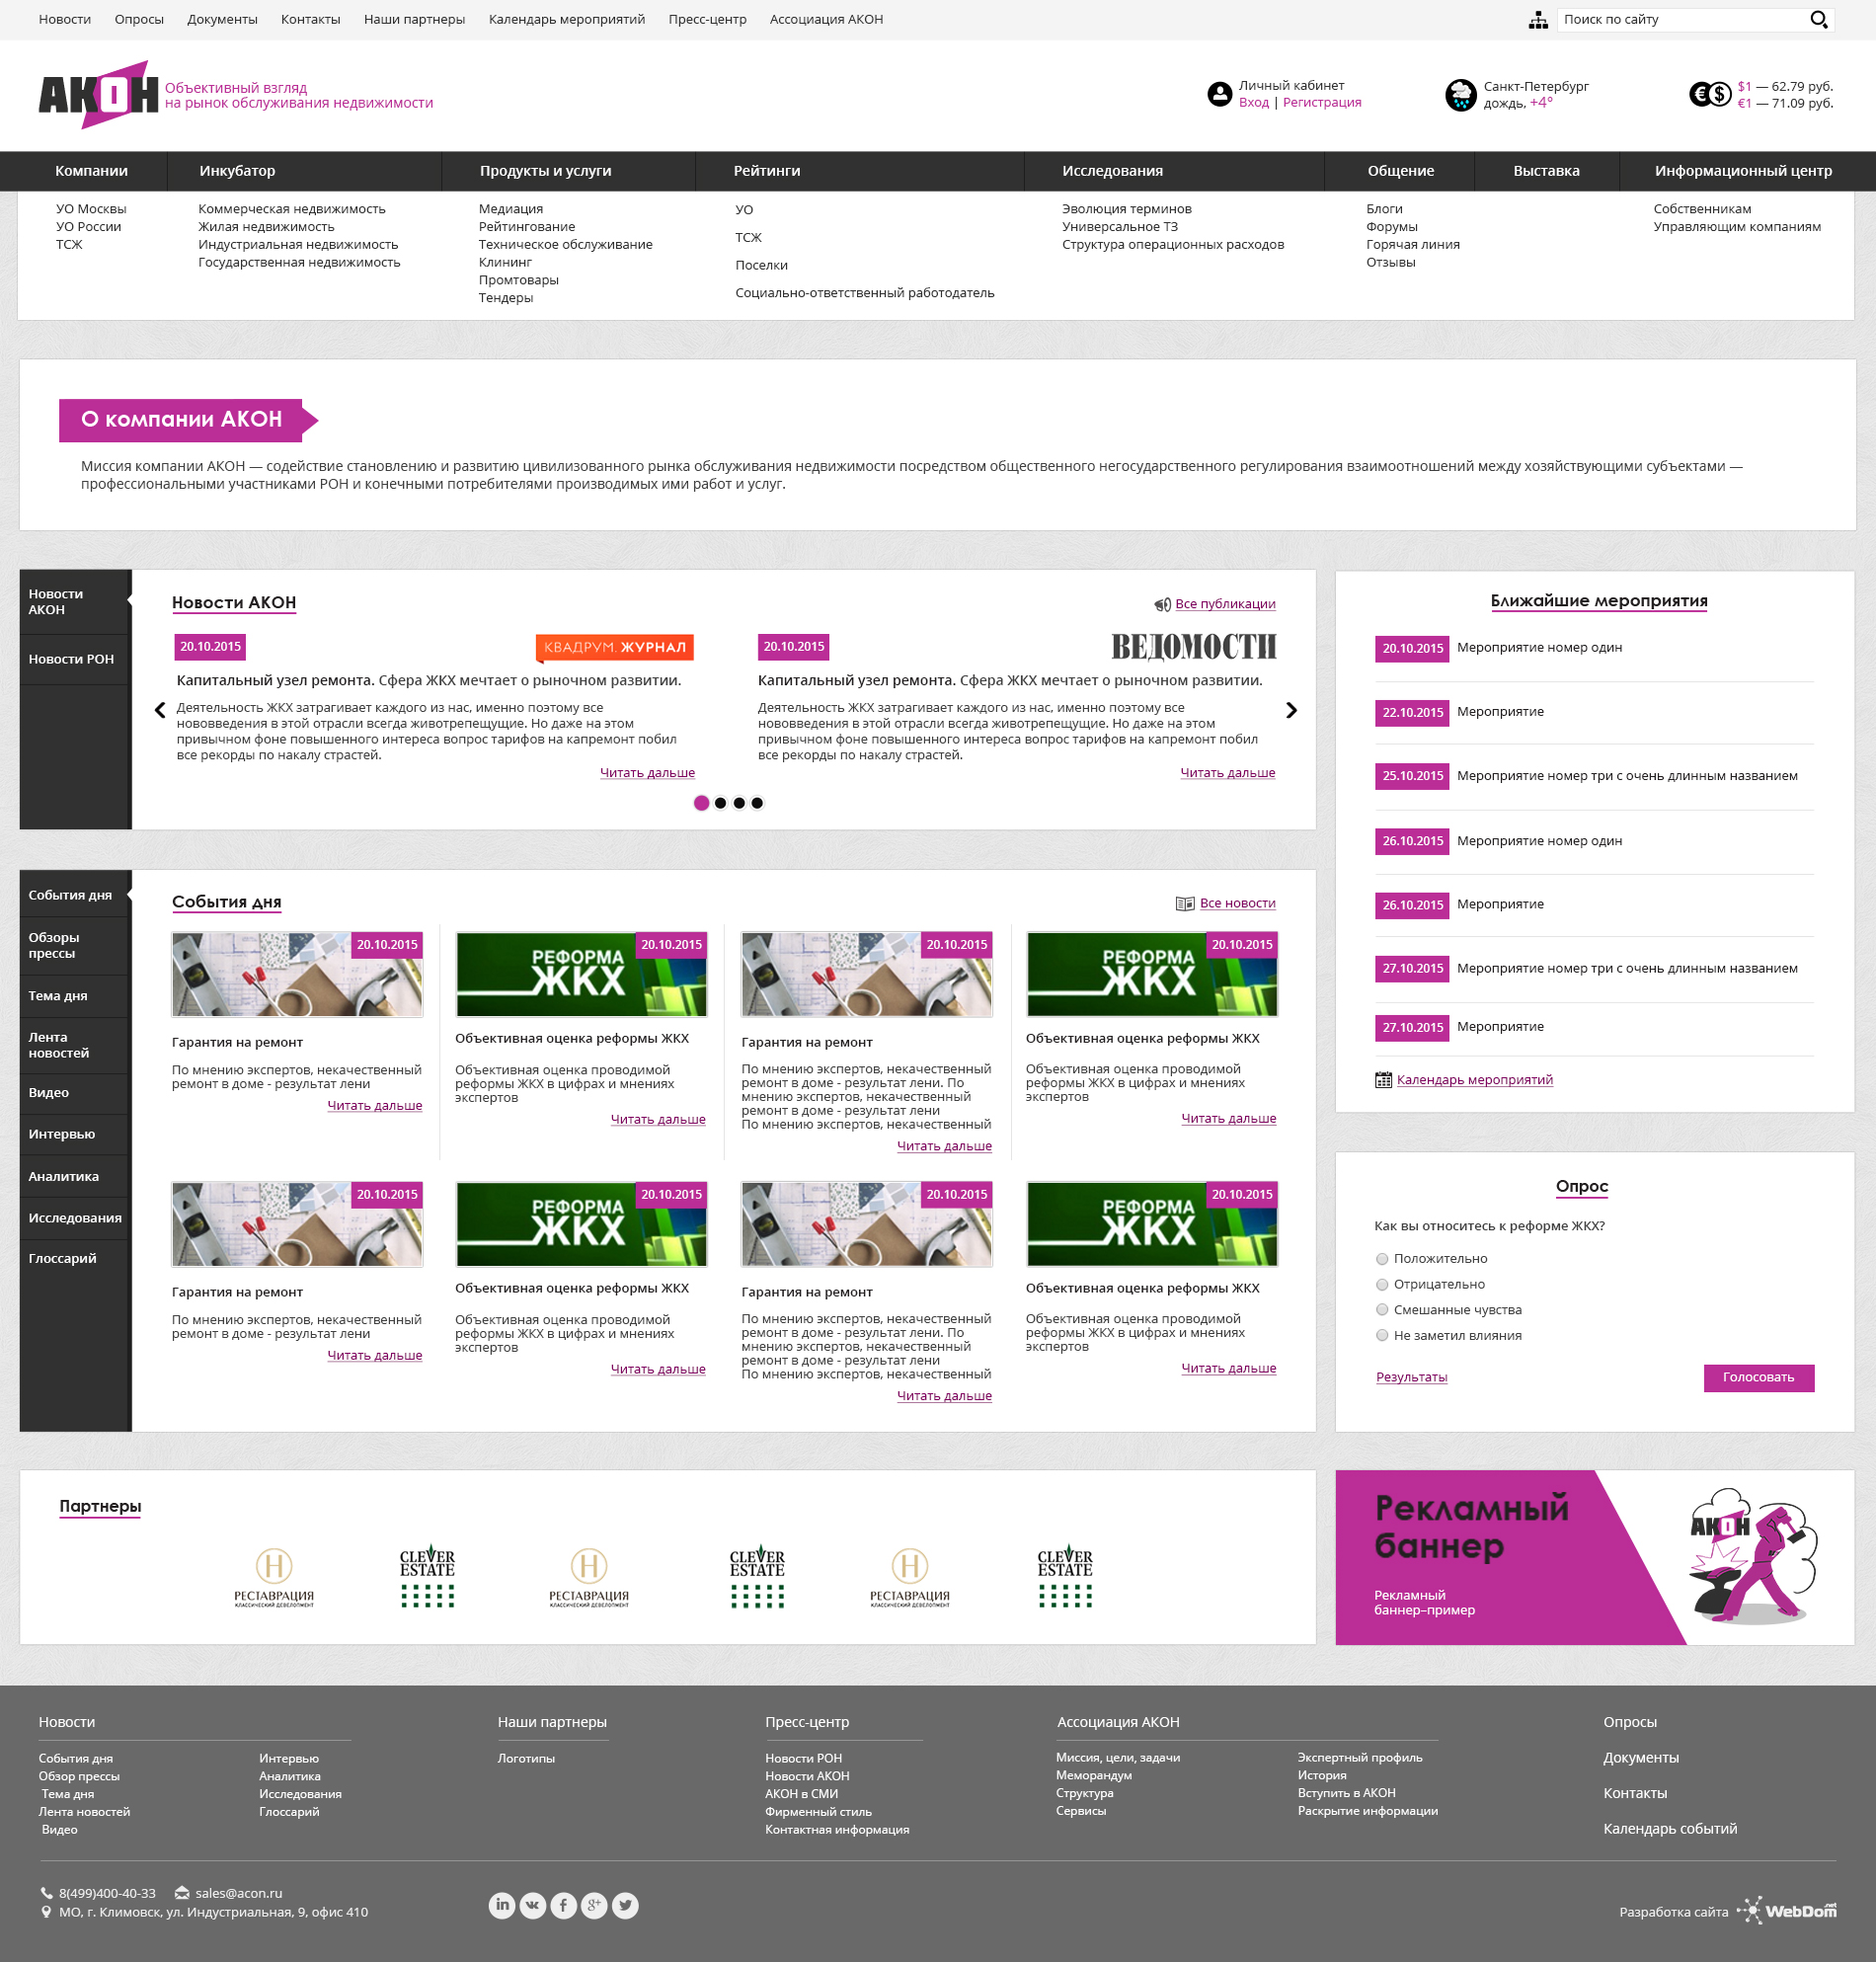 Новости Опросы Документы Контакты Наши партнеры Календарь мероприятий Пресс-центр Ассоциация АКОН
Поиск по сайту
АКОН
Объективный взгляд
на рынок обслуживания недвижимости
Личный кабинет
Вход | Регистрация
Санкт-Петербург
дождь, +4°
$1 — 62.79 руб.
€1 — 71.09 руб.
Компании Инкубатор Продукты и услуги Рейтинги Исследования Общение Выставка Информационный центр
УО Москвы
УО России
ТСЖ
Коммерческая недвижимость
Жилая недвижимость
Индустриальная недвижимость
Государственная недвижимость
Медиация
Рейтингование
Техническое обслуживание
Клининг
Промтовары
Тендеры
УО
ТСЖ
Поселки
Социально-ответственный работодатель
Эволюция терминов
Универсальное ТЗ
Структура операционных расходов
Блоги
Форумы
Горячая линия
Отзывы
Собственникам
Управляющим компаниям
О компании АКОН
Миссия компании АКОН — содействие становлению и развитию цивилизованного рынка обслуживания недвижимости посредством общественного негосударственного регулирования взаимоотношений между хозяйствующими субъектами —
профессиональными участниками РОН и конечными потребителями производимых ими работ и услуг.
Новости
АКОН
Новости РОН
Новости АКОН
Все публикации
20.10.2015
КВАДРУМ. ЖУРНАЛ
Капитальный узел ремонта. Сфера ЖКХ мечтает о рыночном развитии.
Деятельность ЖКХ затрагивает каждого из нас, именно поэтому все
нововведения в этой отрасли всегда животрепещущие. Но даже на этом
привычном фоне повышенного интереса вопрос тарифов на капремонт побил
все рекорды по накалу страстей.
Читать дальше
20.10.2015
ВЕДОМОСТИ
Капитальный узел ремонта. Сфера ЖКХ мечтает о рыночном развитии.
Деятельность ЖКХ затрагивает каждого из нас, именно поэтому все
нововведения в этой отрасли всегда животрепещущие. Но даже на этом
привычном фоне повышенного интереса вопрос тарифов на капремонт побил
все рекорды по накалу страстей.
Читать дальше
Ближайшие мероприятия
20.10.2015 Мероприятие номер один
22.10.2015 Мероприятие
25.10.2015 Мероприятие номер три с очень длинным названием
26.10.2015 Мероприятие номер один
26.10.2015 Мероприятие
27.10.2015 Мероприятие номер три с очень длинным названием
27.10.2015 Мероприятие
Календарь мероприятий
События дня
Обзоры
прессы
Тема дня
Лента
новостей
Видео
Интервью
Аналитика
Исследования
Глоссарий
События дня
Все новости
20.10.2015
Гарантия на ремонт
По мнению экспертов, некачественный
ремонт в доме - результат лени
Читать дальше
20.10.2015
РЕФОРМА
ЖКХ
Объективная оценка реформы ЖКХ
Объективная оценка проводимой
реформы ЖКХ в цифрах и мнениях
экспертов
Читать дальше
20.10.2015
Гарантия на ремонт
По мнению экспертов, некачественный
ремонт в доме - результат лени. По
мнению экспертов, некачественный
ремонт в доме - результат лени
По мнению экспертов, некачественный
Читать дальше
20.10.2015
РЕФОРМА
ЖКХ
Объективная оценка реформы ЖКХ
Объективная оценка проводимой
реформы ЖКХ в цифрах и мнениях
экспертов
Читать дальше
20.10.2015
Гарантия на ремонт
По мнению экспертов, некачественный
ремонт в доме - результат лени
Читать дальше
20.10.2015
РЕФОРМА
ЖКХ
Объективная оценка реформы ЖКХ
Объективная оценка проводимой
реформы ЖКХ в цифрах и мнениях
экспертов
Читать дальше
20.10.2015
Гарантия на ремонт
По мнению экспертов, некачественный
ремонт в доме - результат лени. По
мнению экспертов, некачественный
ремонт в доме - результат лени
По мнению экспертов, некачественный
Читать дальше
20.10.2015
РЕФОРМА
ЖКХ
Объективная оценка реформы ЖКХ
Объективная оценка проводимой
реформы ЖКХ в цифрах и мнениях
экспертов
Читать дальше
Опрос
Как вы относитесь к реформе ЖКХ?
Положительно
Отрицательно
Смешанные чувства
Не заметил влияния
Результаты
Голосовать
Партнеры
Н
РЕСТАВРАЦИЯ
КЛАССИЧЕСКИЙ ДЕВЕЛОПМЕНТ
CLEVER
ESTATE
Н
РЕСТАВРАЦИЯ
КЛАССИЧЕСКИЙ ДЕВЕЛОПМЕНТ
CLEVER
ESTATE
Н
РЕСТАВРАЦИЯ
КЛАССИЧЕСКИЙ ДЕВЕЛОПМЕНТ
CLEVER
ESTATE
Рекламный
баннер
Рекламный
баннер–пример
АКОН
Новости
События дня
Обзор прессы
Тема дня
Лента новостей
Видео
Интервью
Аналитика
Исследования
Глоссарий
Наши партнеры
Логотипы
Пресс-центр
Новости РОН
Новости АКОН
АКОН в СМИ
Фирменный стиль
Контактная информация
Ассоциация АКОН
Миссия, цели, задачи
Меморандум
Структура
Сервисы
Экспертный профиль
История
Вступить в АКОН
Раскрытие информации
Опросы
Документы
Контакты
Календарь событий
8(499)400-40-33 sales@acon.ru
МО, г. Климовск, ул. Индустриальная, 9, офис 410
Разработка сайта WebDom.net